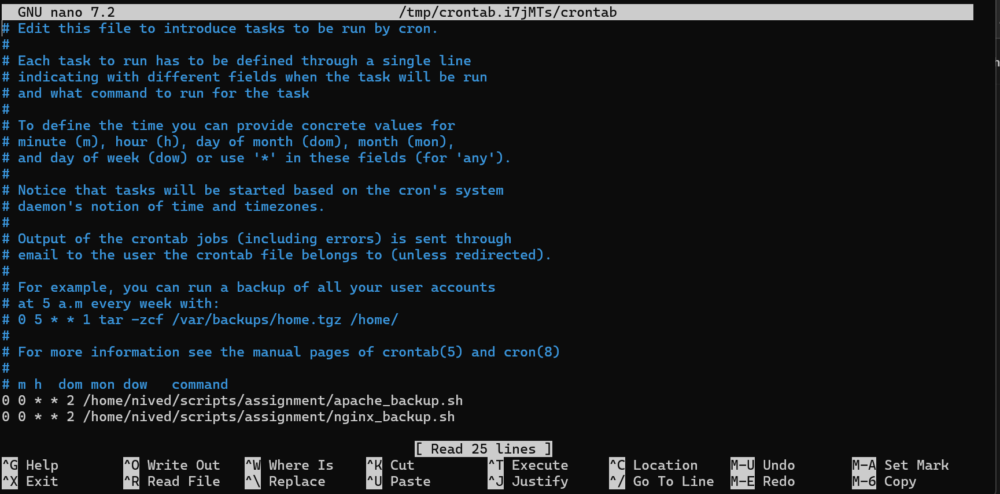 GNU nano 7.2 /tmp/crontab.i7jMTs/crontab
# Edit this file to introduce tasks to be run by cron.
#
# Each task to run has to be defined through a single line
# indicating with different fields when the task will be run
# and what command to run for the task
#
# To define the time you can provide concrete values for
# minute (m), hour (h), day of month (dom), month (mon),
# and day of week (dow) or use '*' in these fields (for 'any').
#
# Notice that tasks will be started based on the cron's system
# daemon's notion of time and timezones.
#
# Output of the crontab jobs (including errors) is sent through
# email to the user the crontab file belongs to (unless redirected).
#
# For example, you can run a backup of all your user accounts
# at 5 a.m every week with:
# 0 5 * * 1 tar -zcf /var/backups/home.tgz /home/
#
# For more information see the manual pages of crontab(5) and cron(8)
#
# m h  dom mon dow   command
0 0 * * 2 /home/nived/scripts/assignment/apache_backup.sh
0 0 * * 2 /home/nived/scripts/assignment/nginx_backup.sh
[ Read 25 lines ]
^G Help ^O Write Out ^W Where Is ^K Cut ^T Execute ^C Location M-U Undo M-A Set Mark
^X Exit ^R Read File ^\ Replace ^U Paste ^J Justify ^/ Go To Line M-E Redo M-6 Copy